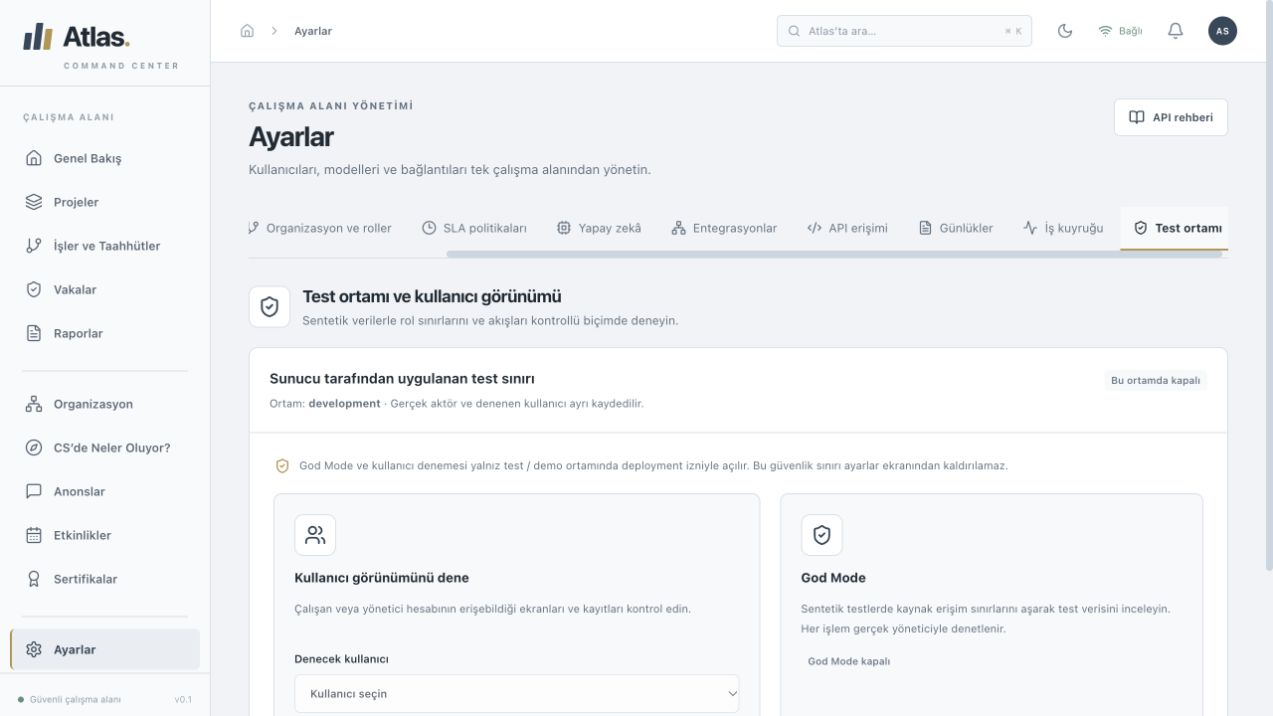 Atlas.
COMMAND CENTER
ÇALIŞMA ALANI
Genel Bakış
Projeler
İşler ve Taahhütler
Vakalar
Raporlar
Organizasyon
CS'de Neler Oluyor?
Anonslar
Etkinlikler
Sertifikalar
Ayarlar
Güvenli çalışma alanı v0.1
Ayarlar
Atlas'ta ara... ⌘ K
Bağlı
AS
ÇALIŞMA ALANI YÖNETİMİ
Ayarlar
Kullanıcıları, modelleri ve bağlantıları tek çalışma alanından yönetin.
API rehberi
Organizasyon ve roller SLA politikaları Yapay zekâ Entegrasyonlar API erişimi Günlükler İş kuyruğu Test ortamı
Test ortamı ve kullanıcı görünümü
Sentetik verilerle rol sınırlarını ve akışları kontrollü biçimde deneyin.
Sunucu tarafından uygulanan test sınırı
Ortam: development · Gerçek aktör ve denenen kullanıcı ayrı kaydedilir.
Bu ortamda kapalı
God Mode ve kullanıcı denemesi yalnız test / demo ortamında deployment izniyle açılır. Bu güvenlik sınırı ayarlar ekranından kaldırılamaz.
Kullanıcı görünümünü dene
Çalışan veya yönetici hesabının erişebildiği ekranları ve kayıtları kontrol edin.
Denecek kullanıcı
Kullanıcı seçin
God Mode
Sentetik testlerde kaynak erişim sınırlarını aşarak test verisini inceleyin.
Her işlem gerçek yöneticiyle denetlenir.
God Mode kapalı